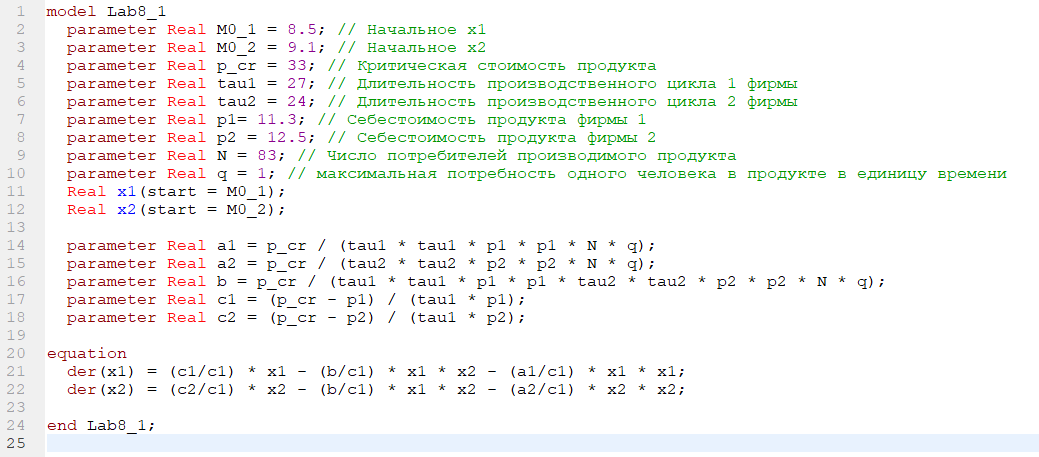 1 model Lab8_1
2   parameter Real M0_1 = 8.5; // Начальное x1
3   parameter Real M0_2 = 9.1; // Начальное x2
4   parameter Real p_cr = 33; // Критическая стоимость продукта
5   parameter Real tau1 = 27; // Длительность производственного цикла 1 фирмы
6   parameter Real tau2 = 24; // Длительность производственного цикла 2 фирмы
7   parameter Real p1= 11.3; // Себестоимость продукта фирмы 1
8   parameter Real p2 = 12.5; // Себестоимость продукта фирмы 2
9   parameter Real N = 83; // Число потребителей производимого продукта
10   parameter Real q = 1; // максимальная потребность одного человека в продукте в единицу времени
11   Real x1(start = M0_1);
12   Real x2(start = M0_2);
13
14   parameter Real a1 = p_cr / (tau1 * tau1 * p1 * p1 * N * q);
15   parameter Real a2 = p_cr / (tau2 * tau2 * p2 * p2 * N * q);
16   parameter Real b = p_cr / (tau1 * tau1 * p1 * p1 * tau2 * tau2 * p2 * p2 * N * q);
17   parameter Real c1 = (p_cr - p1) / (tau1 * p1);
18   parameter Real c2 = (p_cr - p2) / (tau1 * p2);
19
20 equation
21   der(x1) = (c1/c1) * x1 - (b/c1) * x1 * x2 - (a1/c1) * x1 * x1;
22   der(x2) = (c2/c1) * x2 - (b/c1) * x1 * x2 - (a2/c1) * x2 * x2;
23
24 end Lab8_1;
25